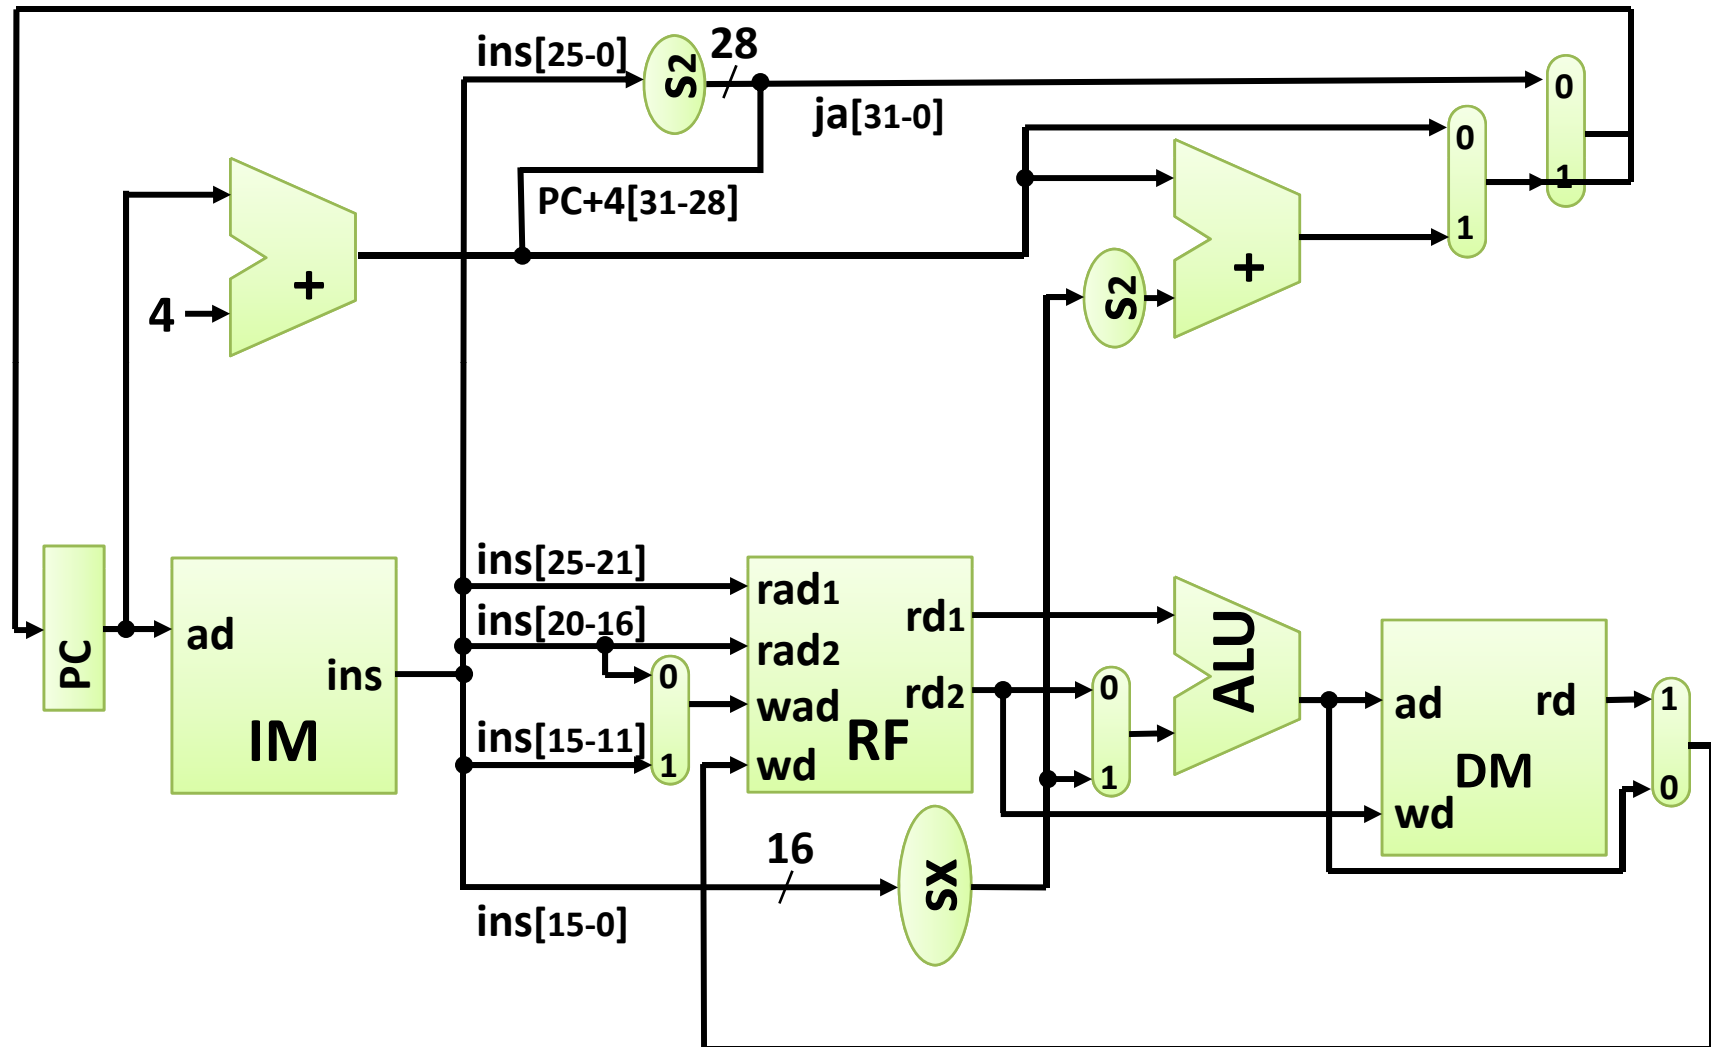 ins[25-0]
S2
28
ja[31-0]
0
1
0
1
PC+4[31-28]
+
4
+
S2
PC
ad
ins
IM
ins[25-21]
ins[20-16]
ins[15-11]
0
1
rad1
rad2
wad
wd
rd1
rd2
RF
0
1
ALU
ad
rd
wd
DM
1
0
16
ins[15-0]
sx